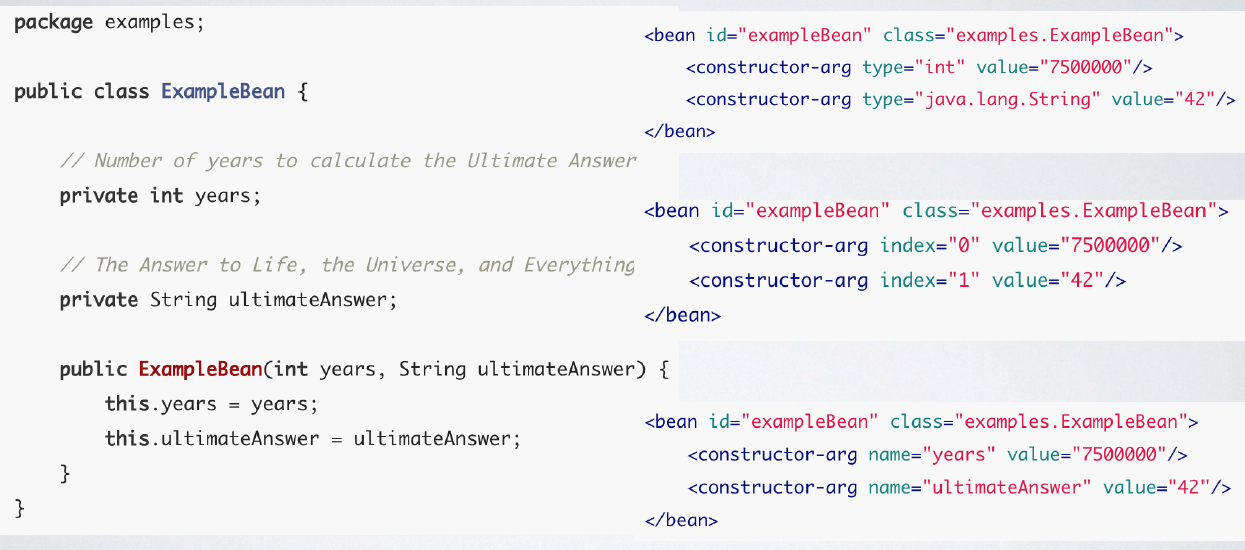 package examples;
public class ExampleBean {
// Number of years to calculate the Ultimate Answer
private int years;
// The Answer to Life, the Universe, and Everything
private String ultimateAnswer;
public ExampleBean(int years, String ultimateAnswer) {
this.years = years;
this.ultimateAnswer = ultimateAnswer;
}
}
<bean id="exampleBean" class="examples.ExampleBean">
<constructor-arg type="int" value="7500000"/>
<constructor-arg type="java.lang.String" value="42"/>
</bean>
<bean id="exampleBean" class="examples.ExampleBean">
<constructor-arg index="0" value="7500000"/>
<constructor-arg index="1" value="42"/>
</bean>
<bean id="exampleBean" class="examples.ExampleBean">
<constructor-arg name="years" value="7500000"/>
<constructor-arg name="ultimateAnswer" value="42"/>
</bean>